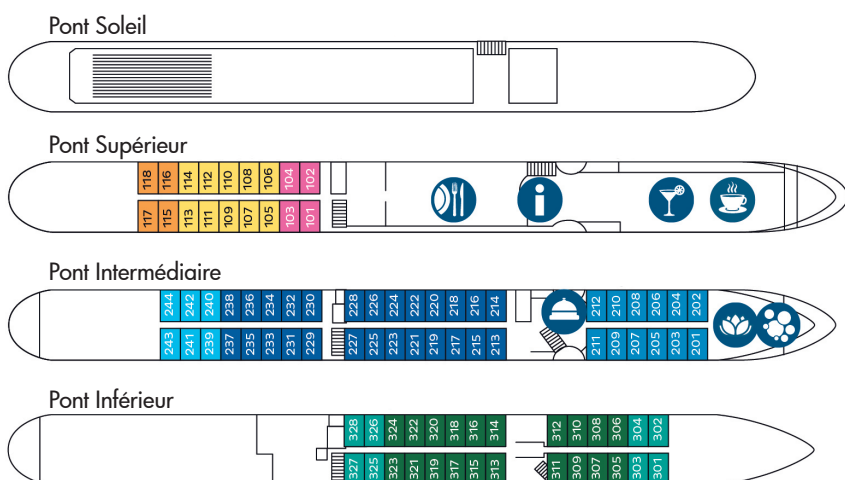 Pont Soleil
Pont Supérieur
118 116 114 112 110 108 106 104 102
117 115 113 111 109 107 105 103 101
Pont Intermédiaire
244 242 240 238 236 234 232 230 228 226 224 222 220 218 216 214 212 210 208 206 204 202
243 241 239 237 235 233 231 229 227 225 223 221 219 217 215 213 211 209 207 205 203 201
Pont Inférieur
328 326 324 322 320 318 316 314 312 310 308 306 304 302
327 325 323 321 319 317 315 313 311 309 307 305 303 301